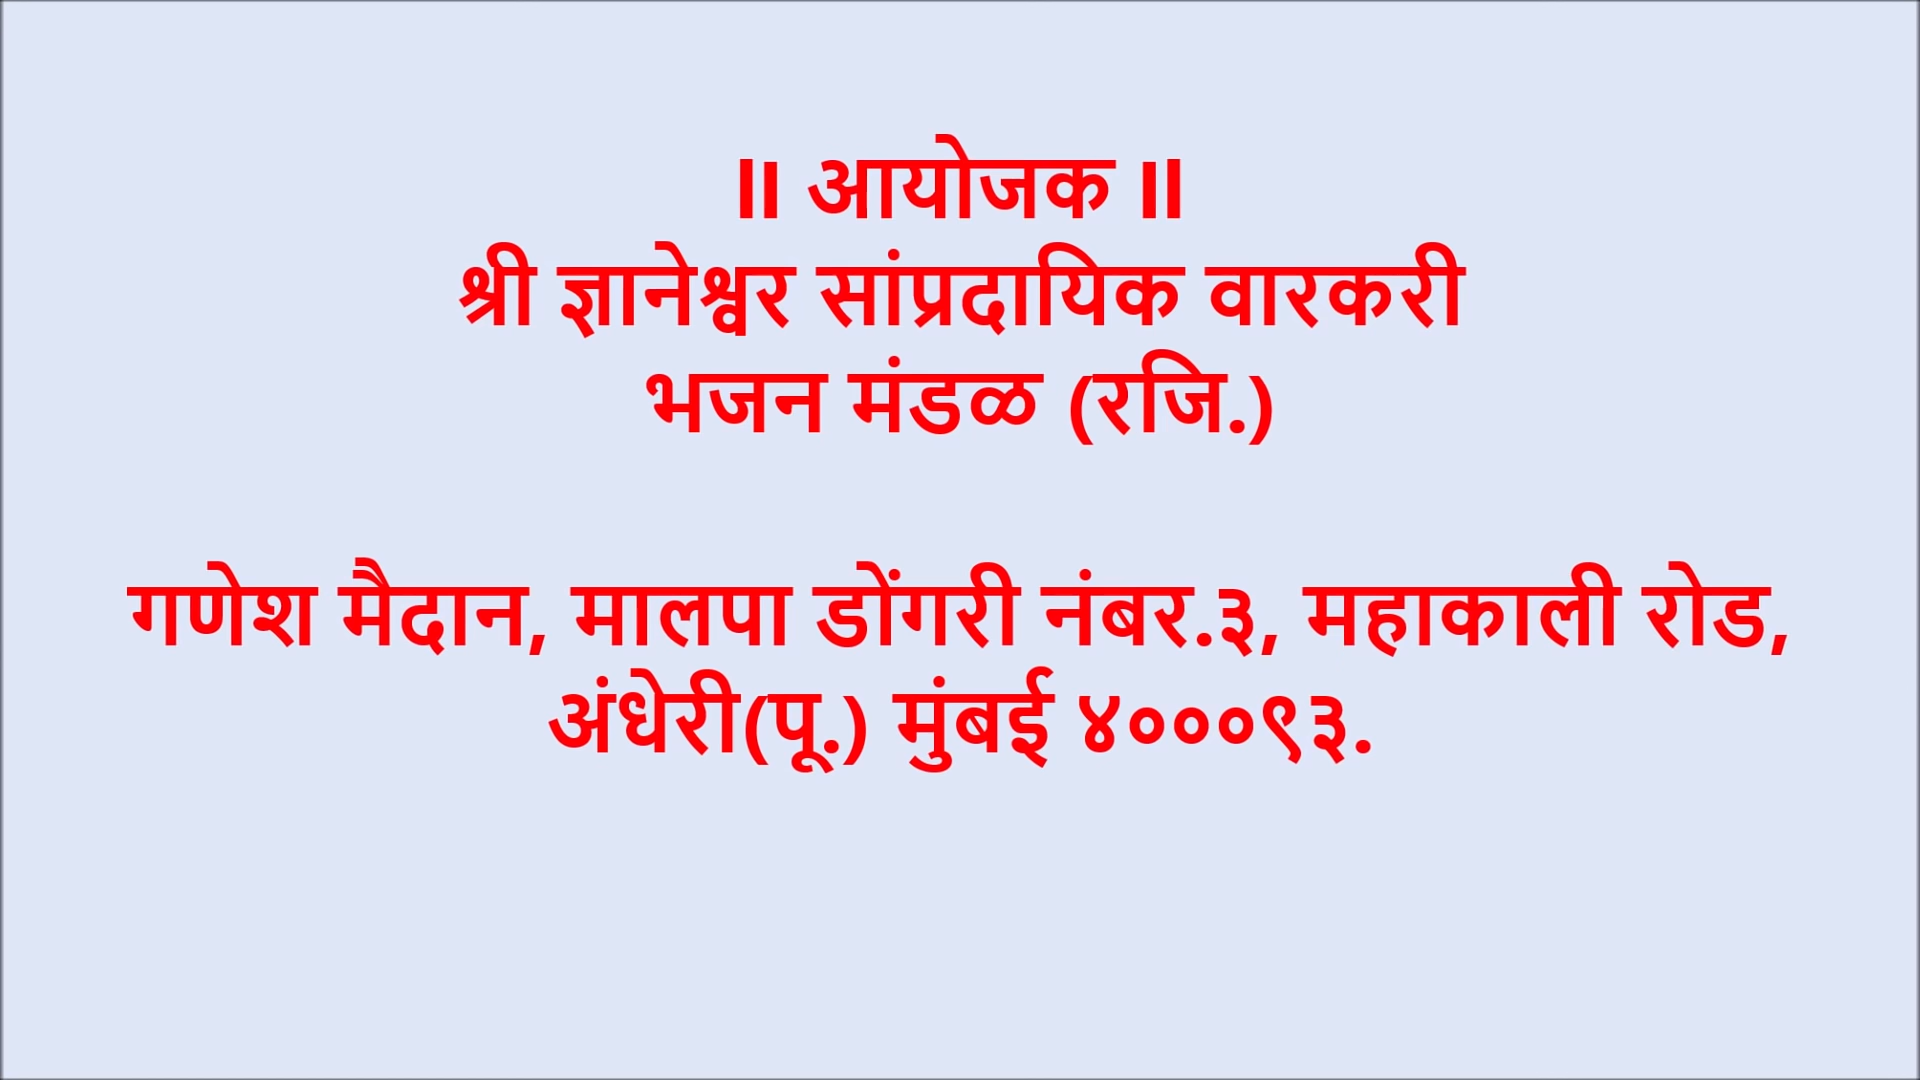 ॥ आयोजक ॥
श्री ज्ञानेश्वर सांप्रदायिक वारकरी
भजन मंडळ (रजि.)
गणेश मैदान, मालपा डोंगरी नंबर.३, महाकाली रोड,
अंधेरी(पू.) मुंबई ४०००९३.